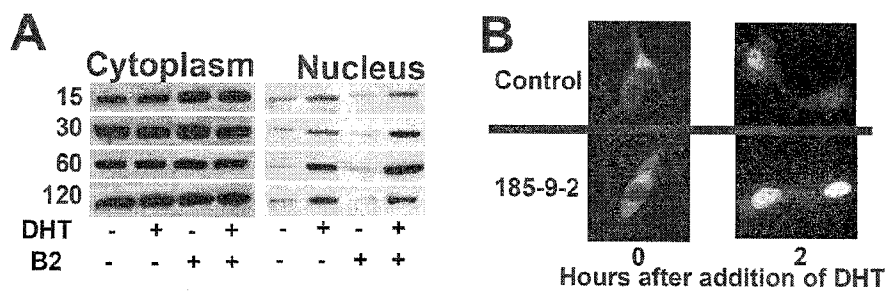 A
Cytoplasm Nucleus
15
30
60
120
DHT - + - + - + - +
B2 - - + + - - + +
B
Control
185-9-2
0 2
Hours after addition of DHT